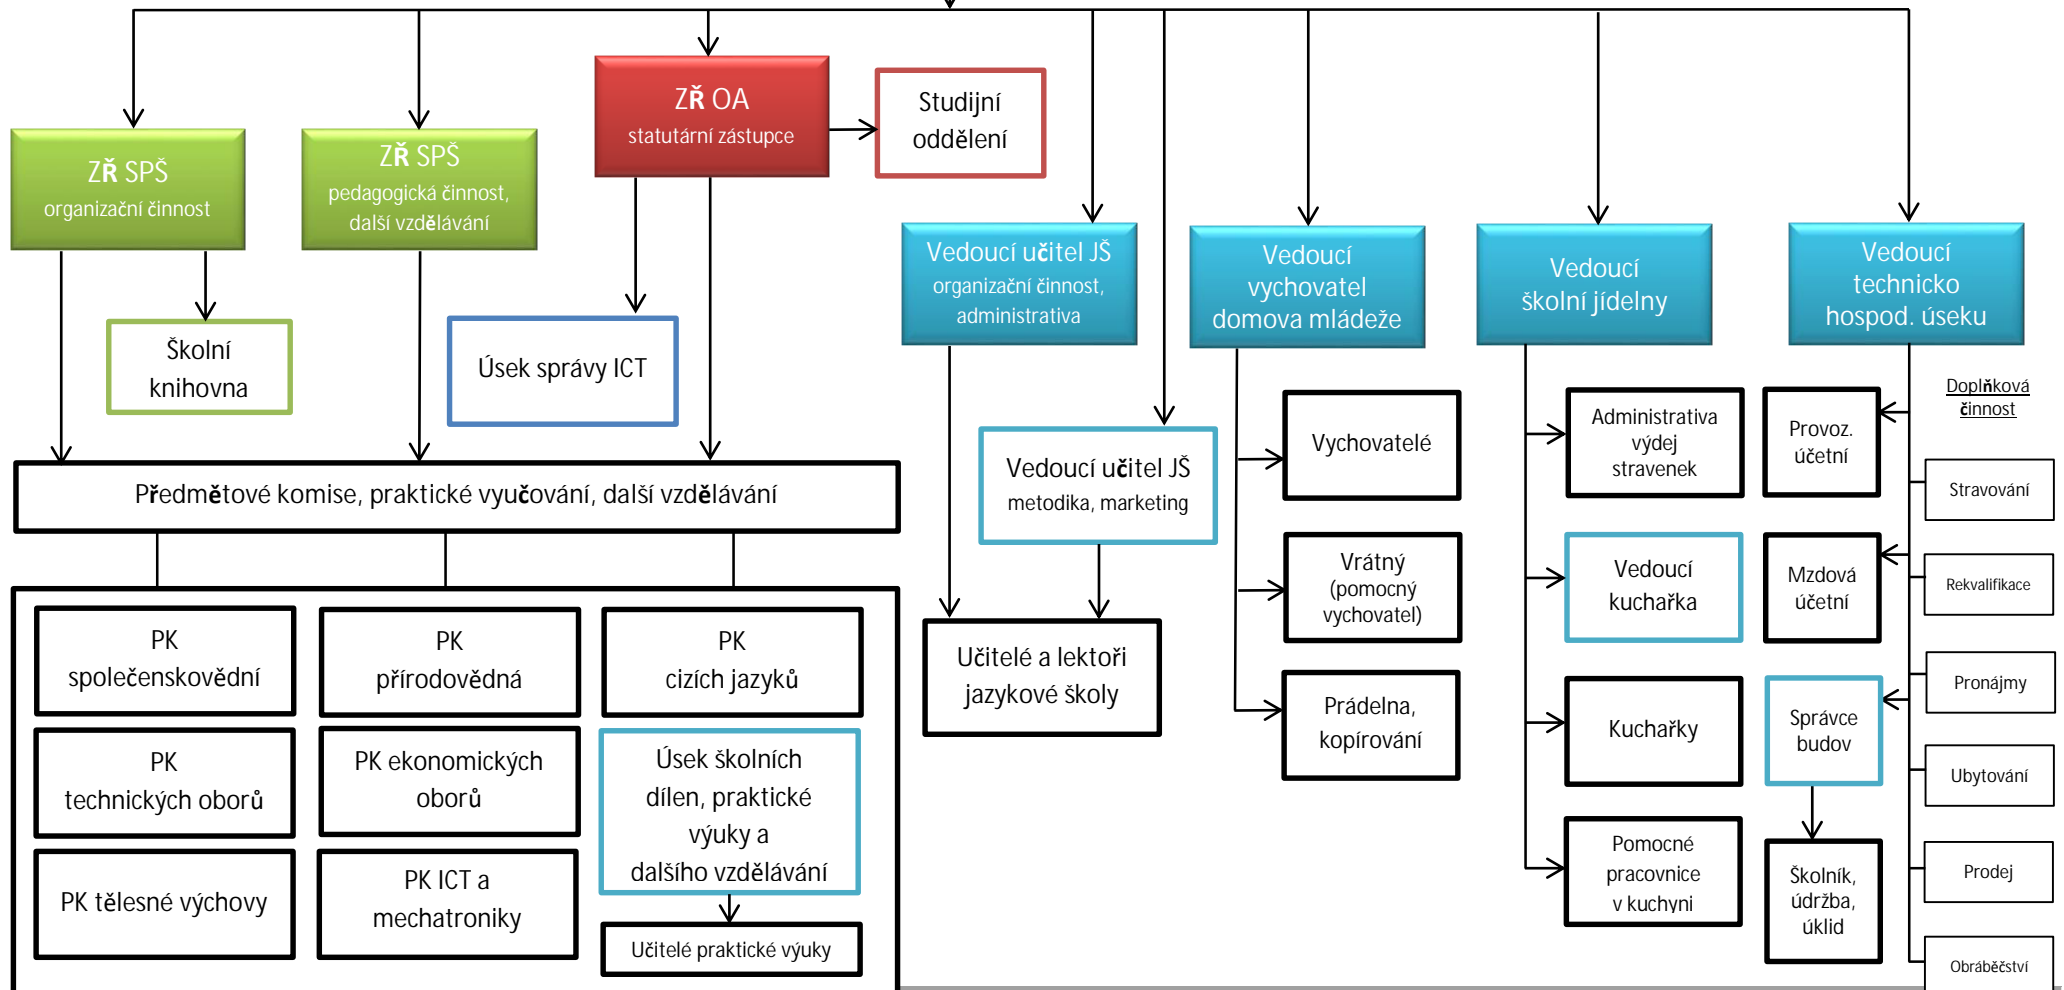 ZŘ OA
statutární zástupce
Studijní
oddělení
ZŘ SPŠ
organizační činnost
ZŘ SPŠ
pedagogická činnost,
další vzdělávání
Vedoucí učitel JŠ
organizační činnost,
administrativa
Vedoucí
vychovatel
domova mládeže
Vedoucí
školní jídelny
Vedoucí
technicko
hospod. úseku
Školní
knihovna
Úsek správy ICT
Vedoucí učitel JŠ
metodika, marketing
Předmětové komise, praktické vyučování, další vzdělávání
PK
společenskovědní
PK
přírodovědná
PK
cizích jazyků
PK
technických oborů
PK ekonomických
oborů
Úsek školních
dílen, praktické
výuky a
dalšího vzdělávání
PK tělesné výchovy
PK ICT a
mechatroniky
Učitelé praktické výuky
Učitelé a lektoři
jazykové školy
Vychovatelé
Vrátný
(pomocný
vychovatel)
Prádelna,
kopírování
Administrativa
výdej
stravenek
Vedoucí
kuchařka
Kuchařky
Pomocné
pracovnice
v kuchyni
Provoz.
účetní
Mzdová
účetní
Správce
budov
Školník,
údržba,
úklid
Doplňková
činnost
Stravování
Rekvalifikace
Pronájmy
Ubytování
Prodej
Obráběčství